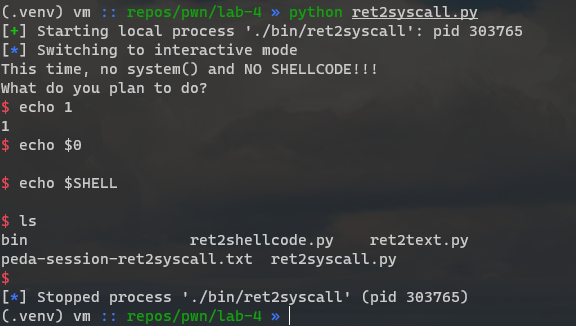 (.venv) vm :: repos/pwn/lab-4 » python ret2syscall.py
[+] Starting local process './bin/ret2syscall': pid 303765
[*] Switching to interactive mode
This time, no system() and NO SHELLCODE!!!
What do you plan to do?
$ echo 1
1
$ echo $0
$ echo $SHELL
$ ls
bin                   ret2shellcode.py    ret2text.py
peda-session-ret2syscall.txt  ret2syscall.py
$
[*] Stopped process './bin/ret2syscall' (pid 303765)
(.venv) vm :: repos/pwn/lab-4 »